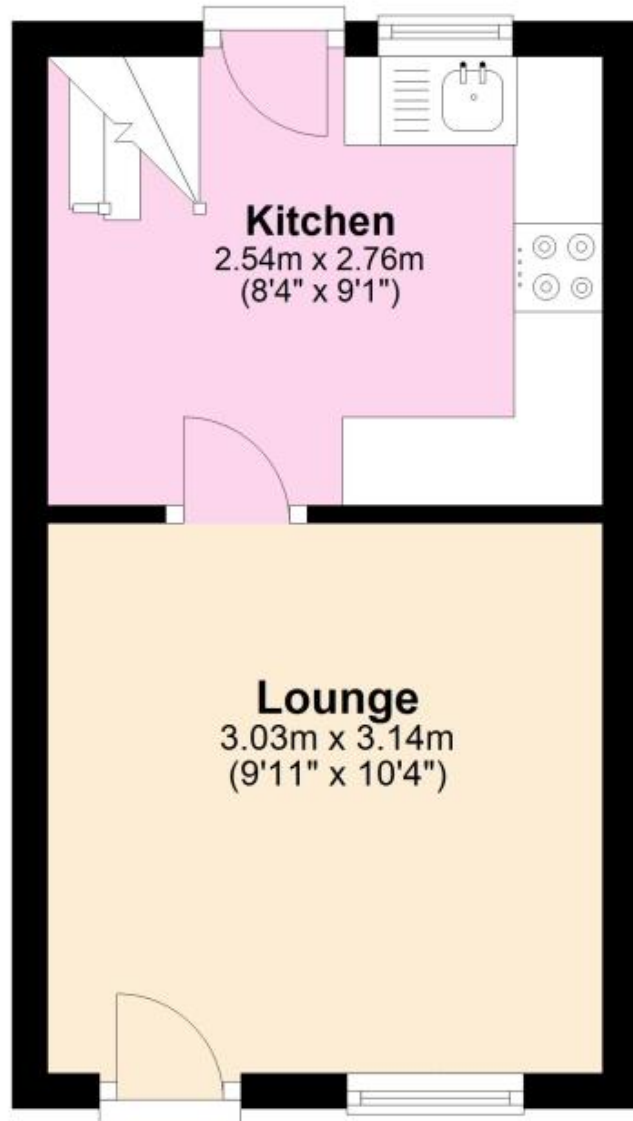 Kitchen
2.54m x 2.76m
(8'4" x 9'1")
Lounge
3.03m x 3.14m
(9'11" x 10'4")